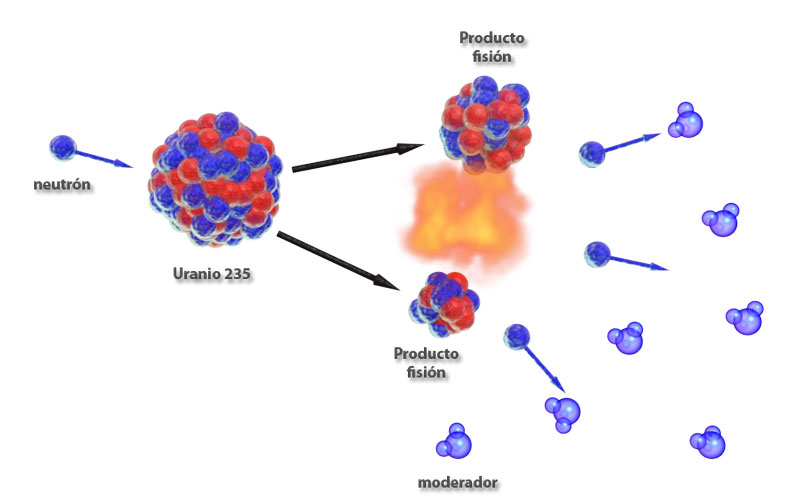 Producto
fisión
neutrón
Uranio 235
Producto
fisión
moderador